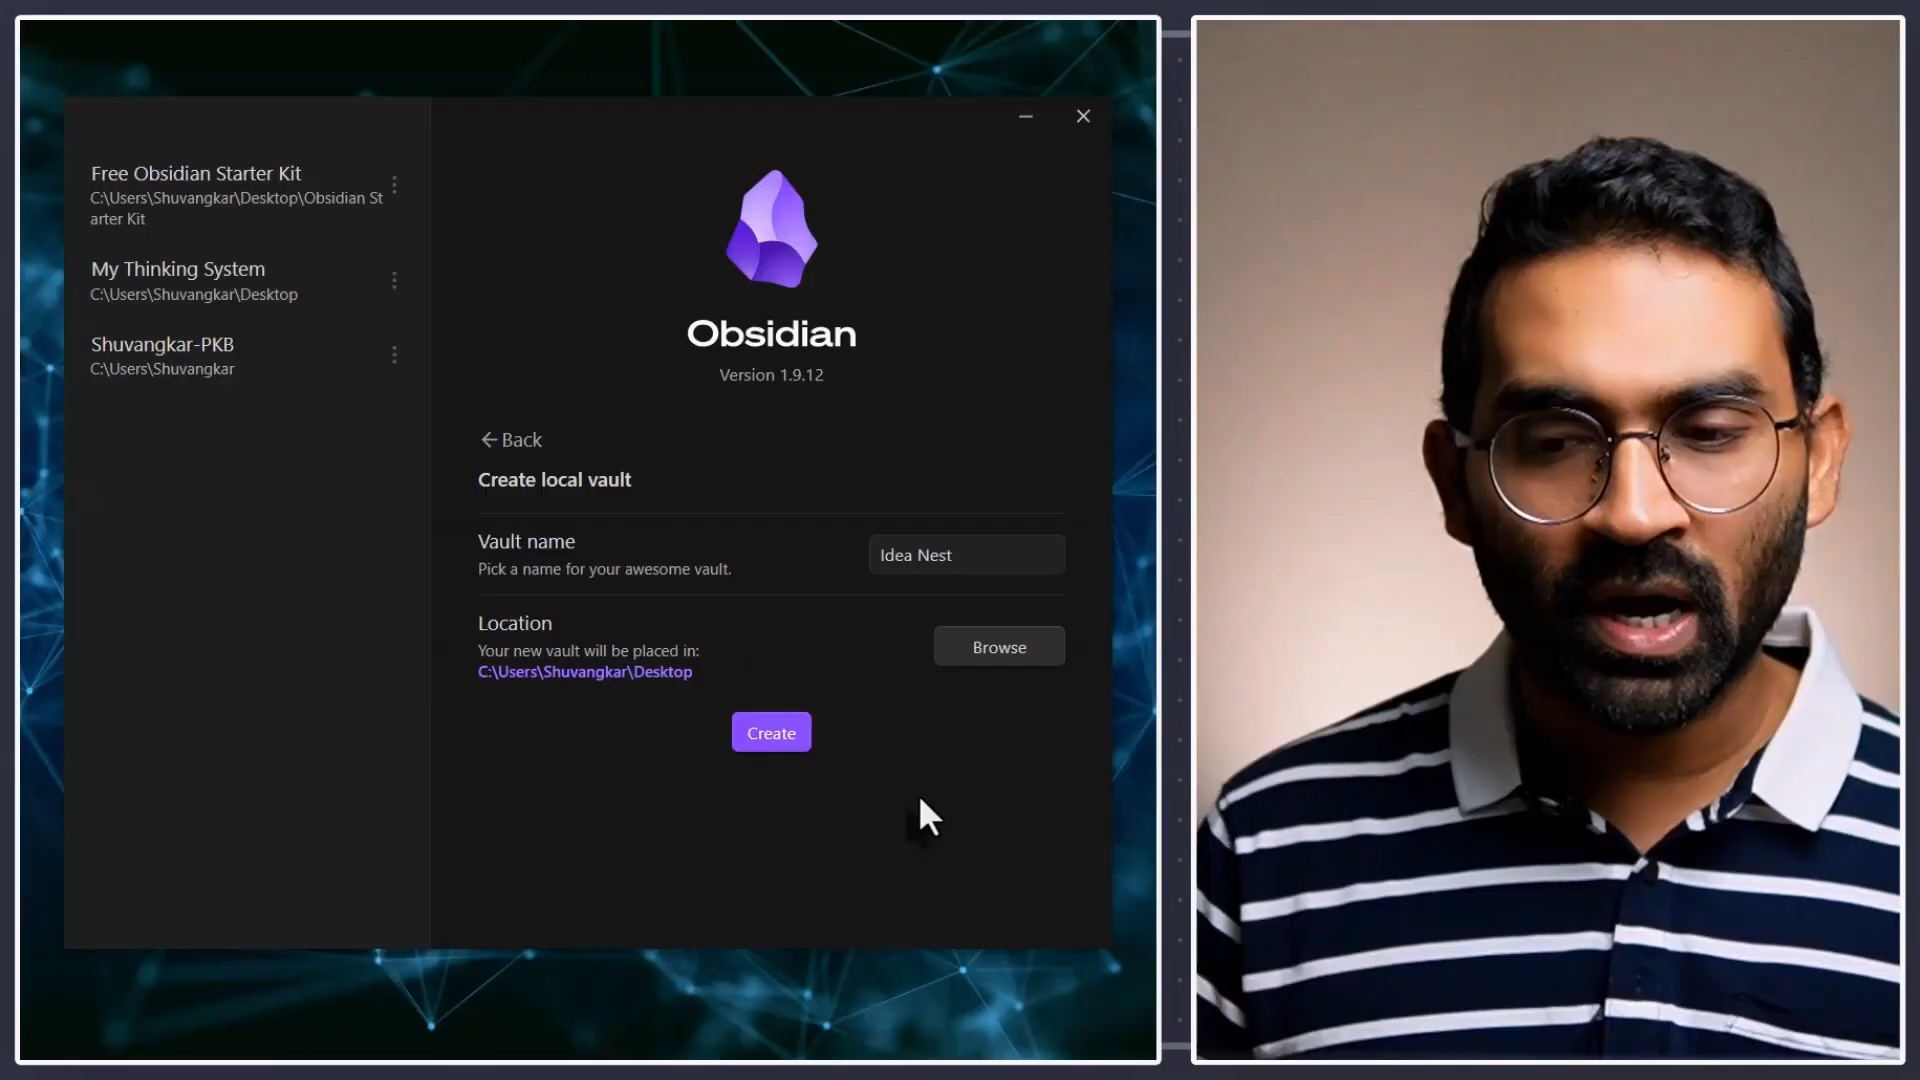 Free Obsidian Starter Kit
C:\Users\Shuvangkar\Desktop\Obsidian St
arter Kit
My Thinking System
C:\Users\Shuvangkar\Desktop
Shuvangkar-PKB
C:\Users\Shuvangkar
Obsidian
Version 1.9.12
Back
Create local vault
Vault name
Pick a name for your awesome vault.
Idea Nest
Location
Your new vault will be placed in:
C:\Users\Shuvangkar\Desktop
Browse
Create